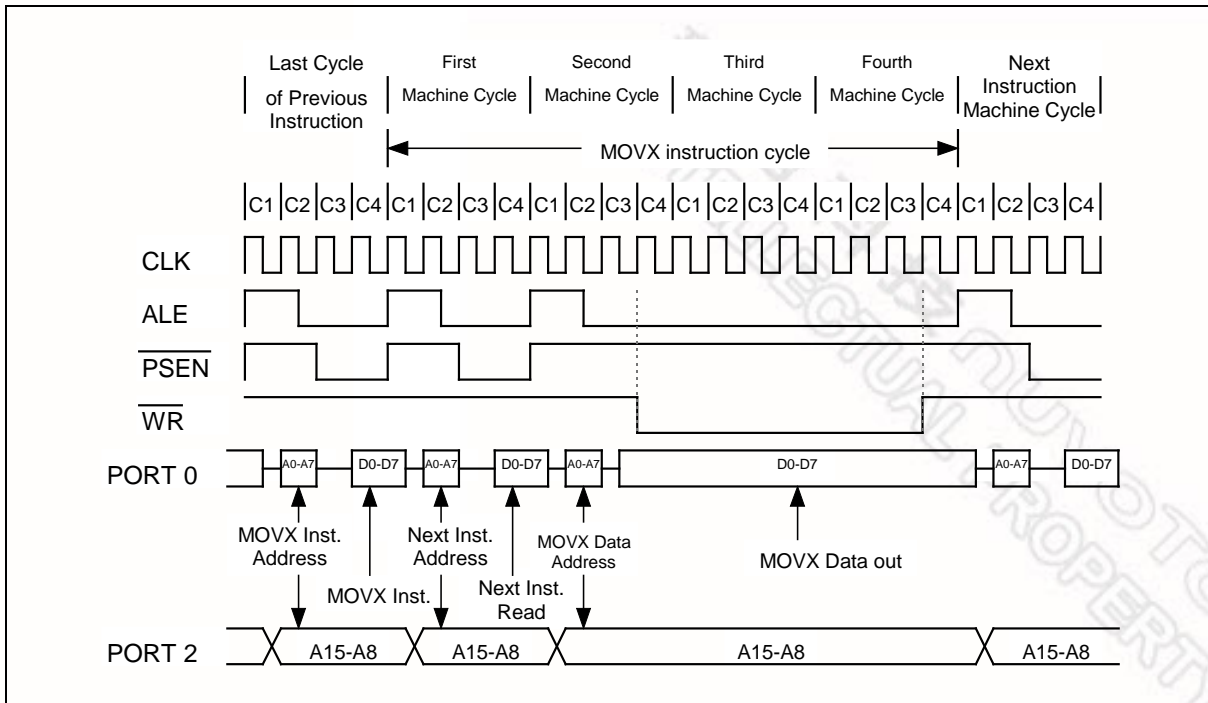 Last Cycle
of Previous
Instruction
First
Machine Cycle
Second
Machine Cycle
Third
Machine Cycle
Fourth
Machine Cycle
Next
Instruction
Machine Cycle
MOVX instruction cycle
C1 C2 C3 C4 C1 C2 C3 C4 C1 C2 C3 C4 C1 C2 C3 C4 C1 C2 C3 C4 C1 C2 C3 C4
CLK
ALE
PSEN
WR
PORT 0
A0-A7 D0-D7 A0-A7 D0-D7 A0-A7 D0-D7 A0-A7 D0-D7
MOVX Inst.
Address
MOVX Inst.
Next Inst.
Address
Next Inst.
Read
MOVX Data
Address
MOVX Data out
PORT 2
A15-A8 A15-A8 A15-A8 A15-A8
NUVOTO
LLECTUAL PROPERTY